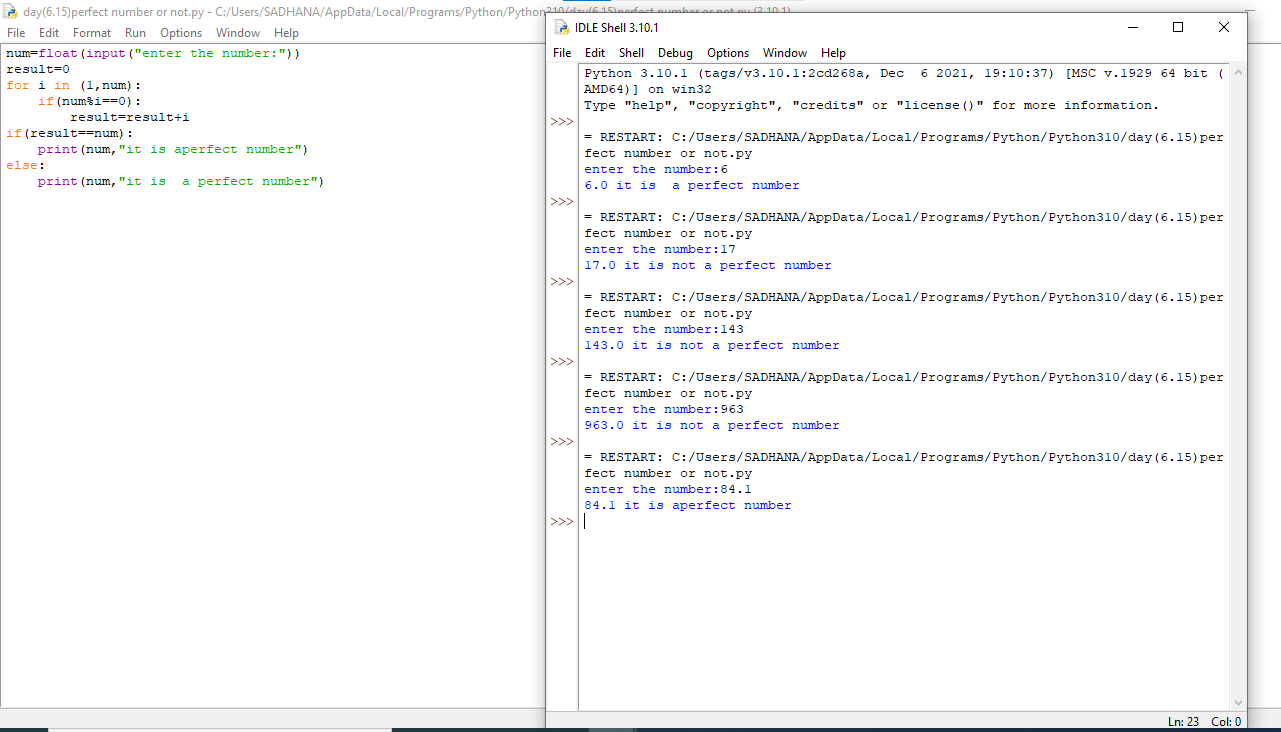 day(6.15)perfect number or not.py - C:/Users/SADHANA/AppData/Local/Programs/Python/Python310/day(6.15)perfect number or not.py (3.10.1)
File Edit Format Run Options Window Help
num=float(input("enter the number:"))
result=0
for i in (1,num):
    if(num%i==0):
        result=result+i
if(result==num):
    print(num,"it is aperfect number")
else:
    print(num,"it is  a perfect number")
IDLE Shell 3.10.1
File Edit Shell Debug Options Window Help
Python 3.10.1 (tags/v3.10.1:2cd268a, Dec  6 2021, 19:10:37) [MSC v.1929 64 bit (
AMD64)] on win32
Type "help", "copyright", "credits" or "license()" for more information.
>>>
= RESTART: C:/Users/SADHANA/AppData/Local/Programs/Python/Python310/day(6.15)per
fect number or not.py
enter the number:6
6.0 it is  a perfect number
>>>
= RESTART: C:/Users/SADHANA/AppData/Local/Programs/Python/Python310/day(6.15)per
fect number or not.py
enter the number:17
17.0 it is not a perfect number
>>>
= RESTART: C:/Users/SADHANA/AppData/Local/Programs/Python/Python310/day(6.15)per
fect number or not.py
enter the number:143
143.0 it is not a perfect number
>>>
= RESTART: C:/Users/SADHANA/AppData/Local/Programs/Python/Python310/day(6.15)per
fect number or not.py
enter the number:963
963.0 it is not a perfect number
>>>
= RESTART: C:/Users/SADHANA/AppData/Local/Programs/Python/Python310/day(6.15)per
fect number or not.py
enter the number:84.1
84.1 it is aperfect number
>>>
Ln: 23 Col: 0